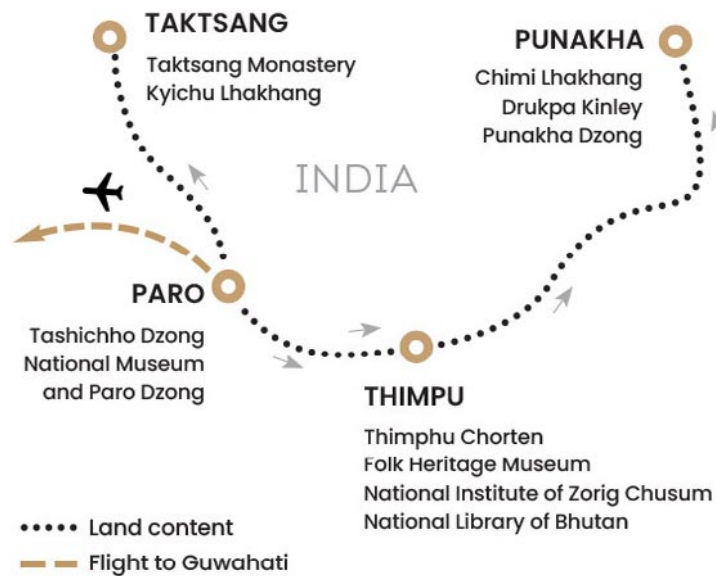 TAKTSANG
Taktsang Monastery
Kyichu Lhakhang
PUNAKHA
Chimi Lhakhang
Drukpa Kinley
Punakha Dzong
INDIA
PARO
Tashichho Dzong
National Museum
and Paro Dzong
THIMPU
Thimphu Chorten
Folk Heritage Museum
National Institute of Zorig Chusum
National Library of Bhutan
Land content
Flight to Guwahati